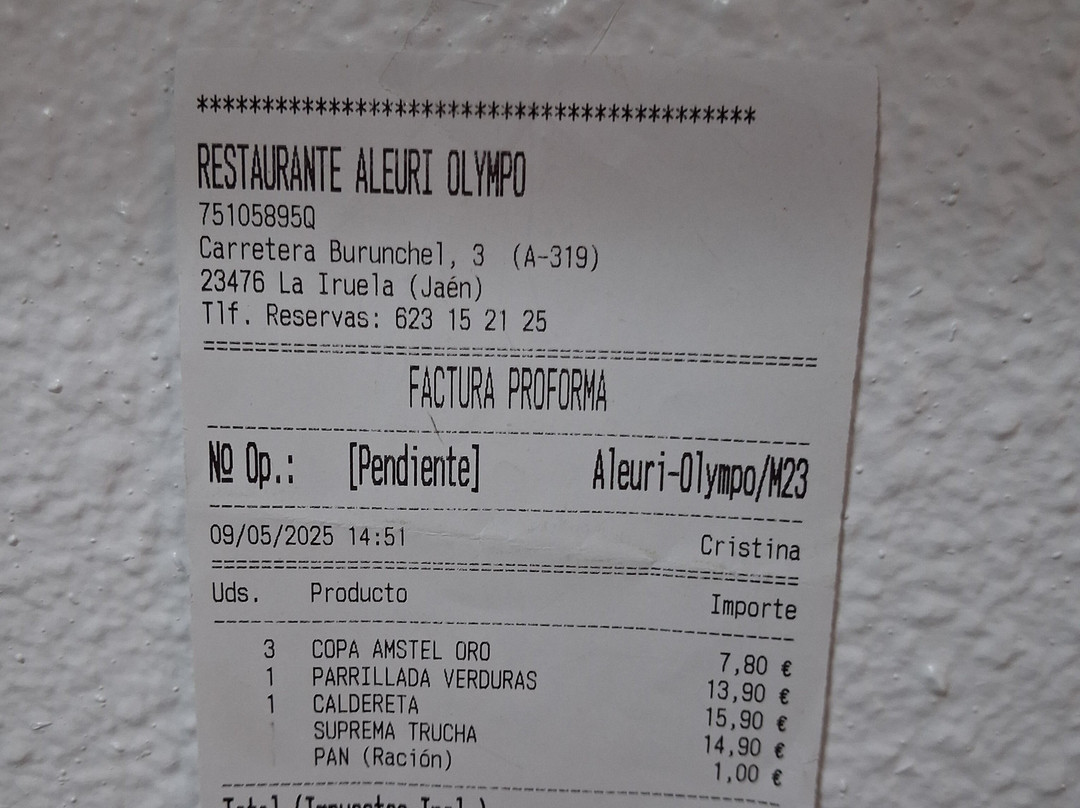 ******************************************
RESTAURANTE ALEURI OLYMPO
75105895Q
Carretera Burunchel, 3 (A-319)
23476 La Iruela (Jaén)
Tlf. Reservas: 623 15 21 25
FACTURA PROFORMA
Nº Op.: [Pendiente] Aleuri-Olympo/M23
09/05/2025 14:51 Cristina
Uds. Producto Importe
3 COPA AMSTEL ORO 7,80 €
1 PARRILLADA VERDURAS 13,90 €
1 CALDERETA 15,90 €
SUPREMA TRUCHA 14,90 €
PAN (Ración) 1,00 €
Total (Impuestos Incl.)